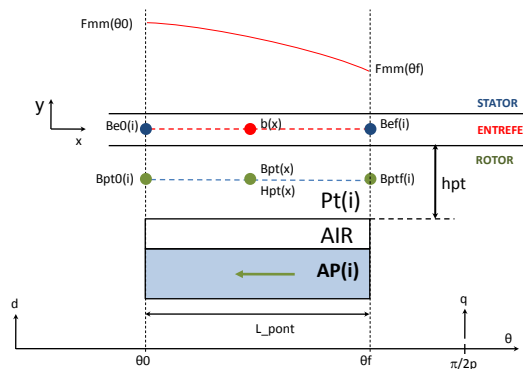 Fmm(θ0)
Fmm(θf)
y
x
STATOR
Be0(i)
b(x)
Bef(i)
ENTREFE
ROTOR
Bpt0(i)
Bpt(x)
Hpt(x)
Bptf(i)
hpt
Pt(i)
AIR
AP(i)
d
L_pont
q
θ
θ0
θf
π/2p